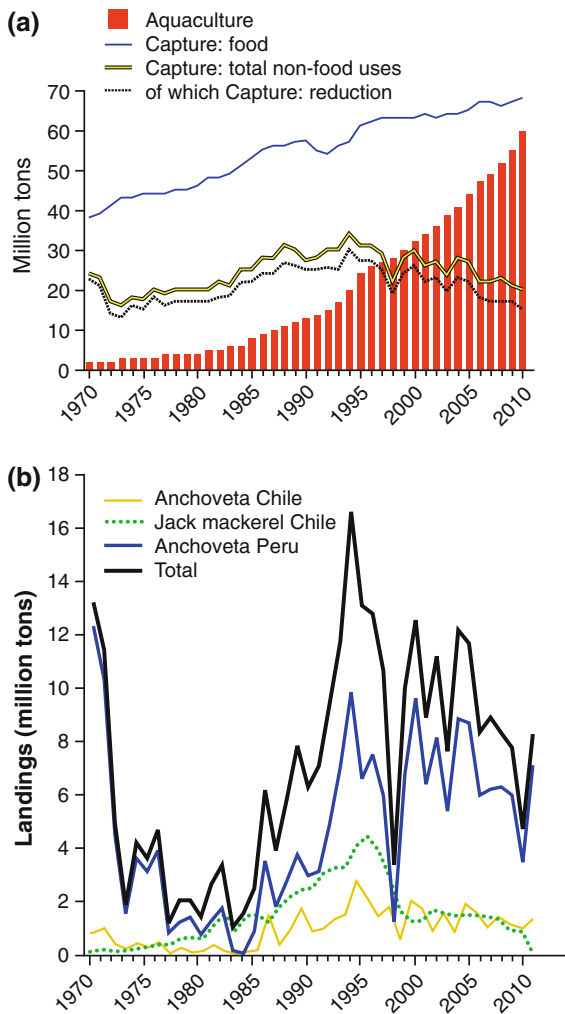 (a)
Aquaculture
Capture: food
Capture: total non-food uses
of which Capture: reduction
Million tons
70
60
50
40
30
20
10
0
1970 1975 1980 1985 1990 1995 2000 2005 2010
(b)
Anchoveta Chile
Jack mackerel Chile
Anchoveta Peru
Total
Landings (million tons)
18
16
14
12
10
8
6
4
2
0
1970 1975 1980 1985 1990 1995 2000 2005 2010